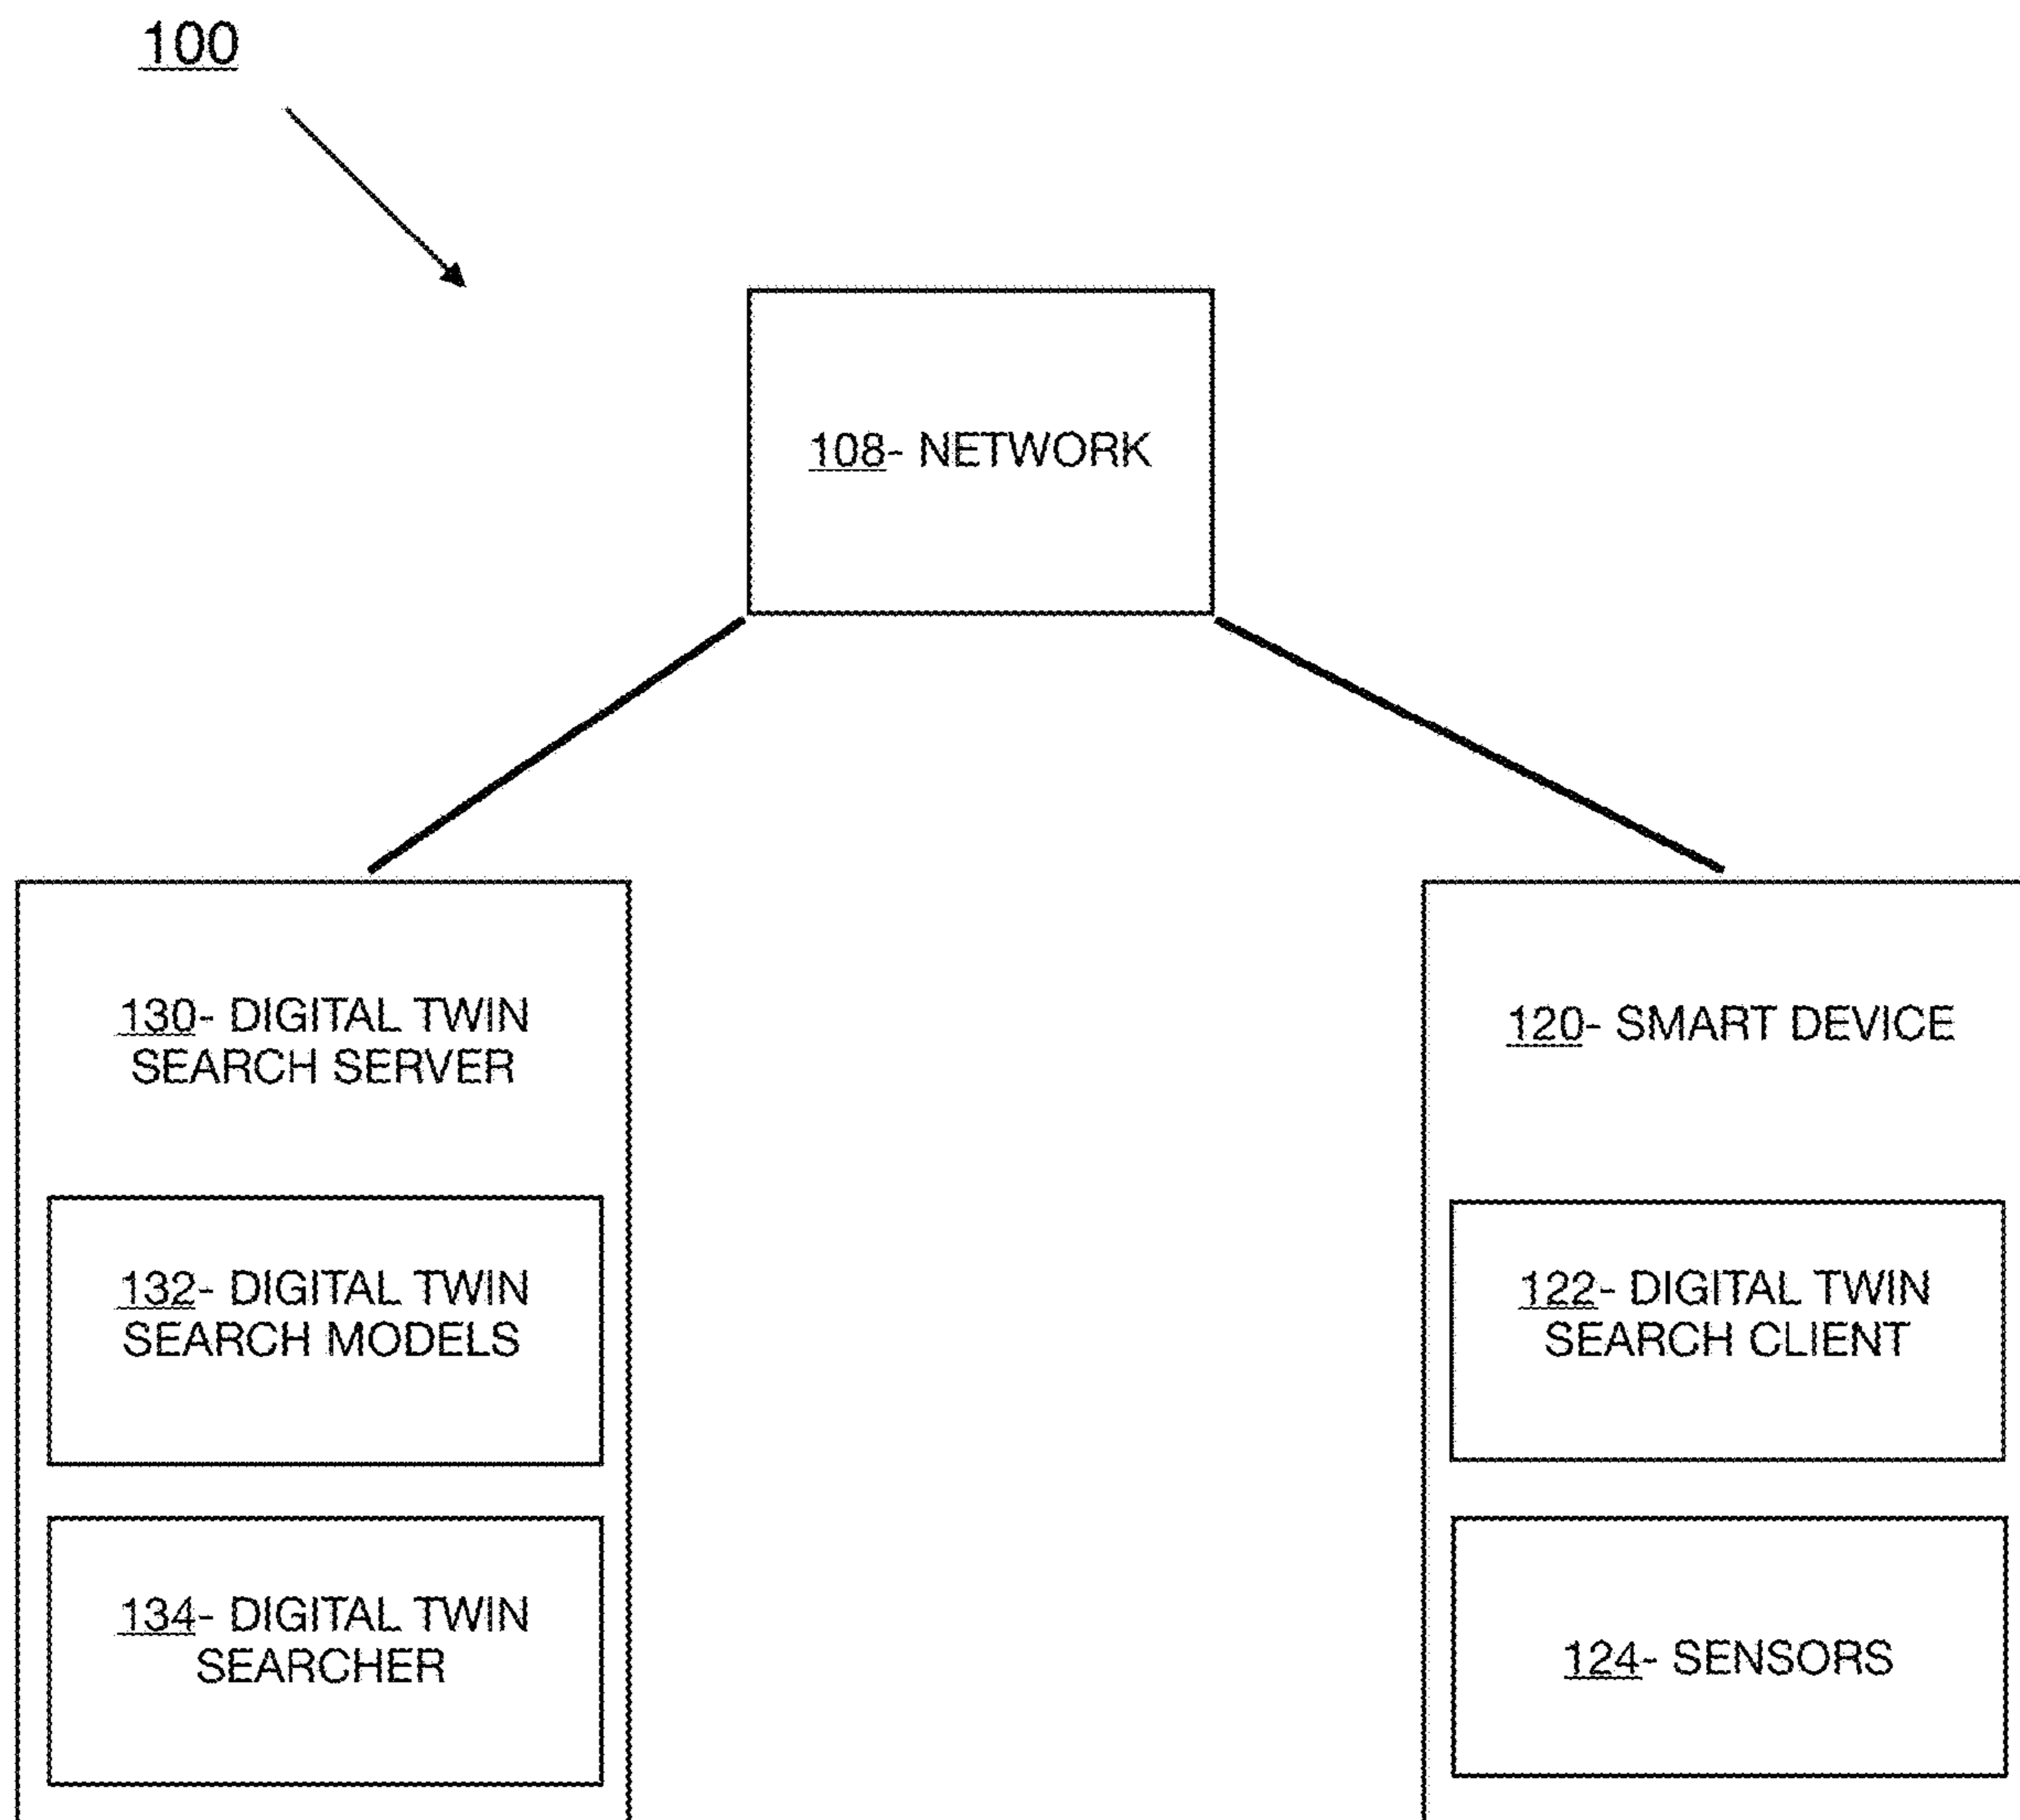 100
108- NETWORK
130- DIGITAL TWIN
SEARCH SERVER
132- DIGITAL TWIN
SEARCH MODELS
134- DIGITAL TWIN
SEARCHER
120- SMART DEVICE
122- DIGITAL TWIN
SEARCH CLIENT
124- SENSORS